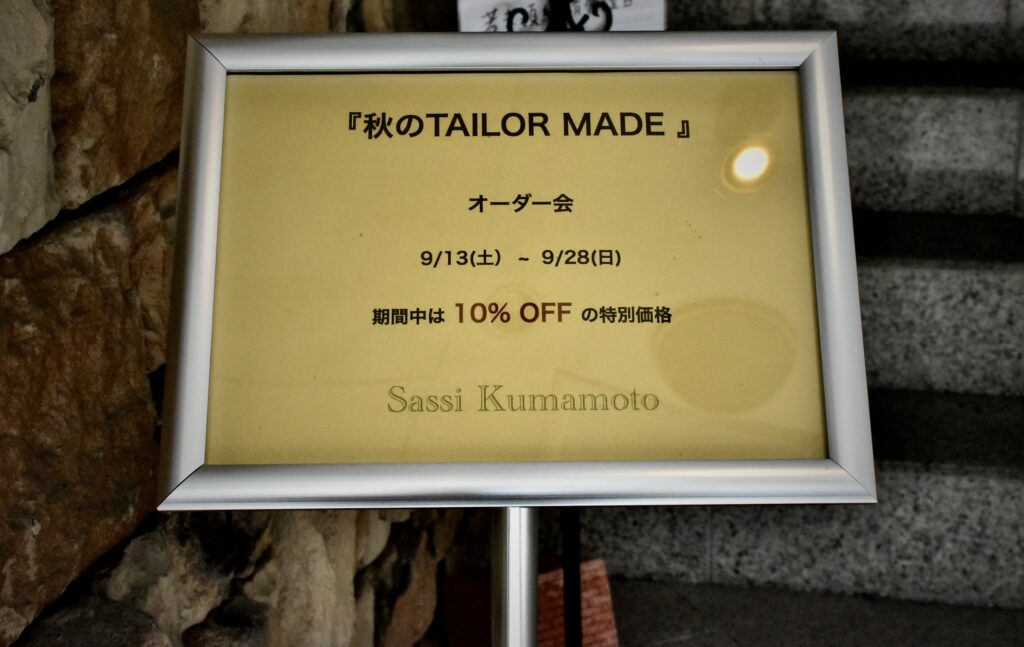 『秋のTAILOR MADE 』
オーダー会
9/13(土） ~ 9/28(日)
期間中は 10% OFF の特別価格
Sassi Kumamoto